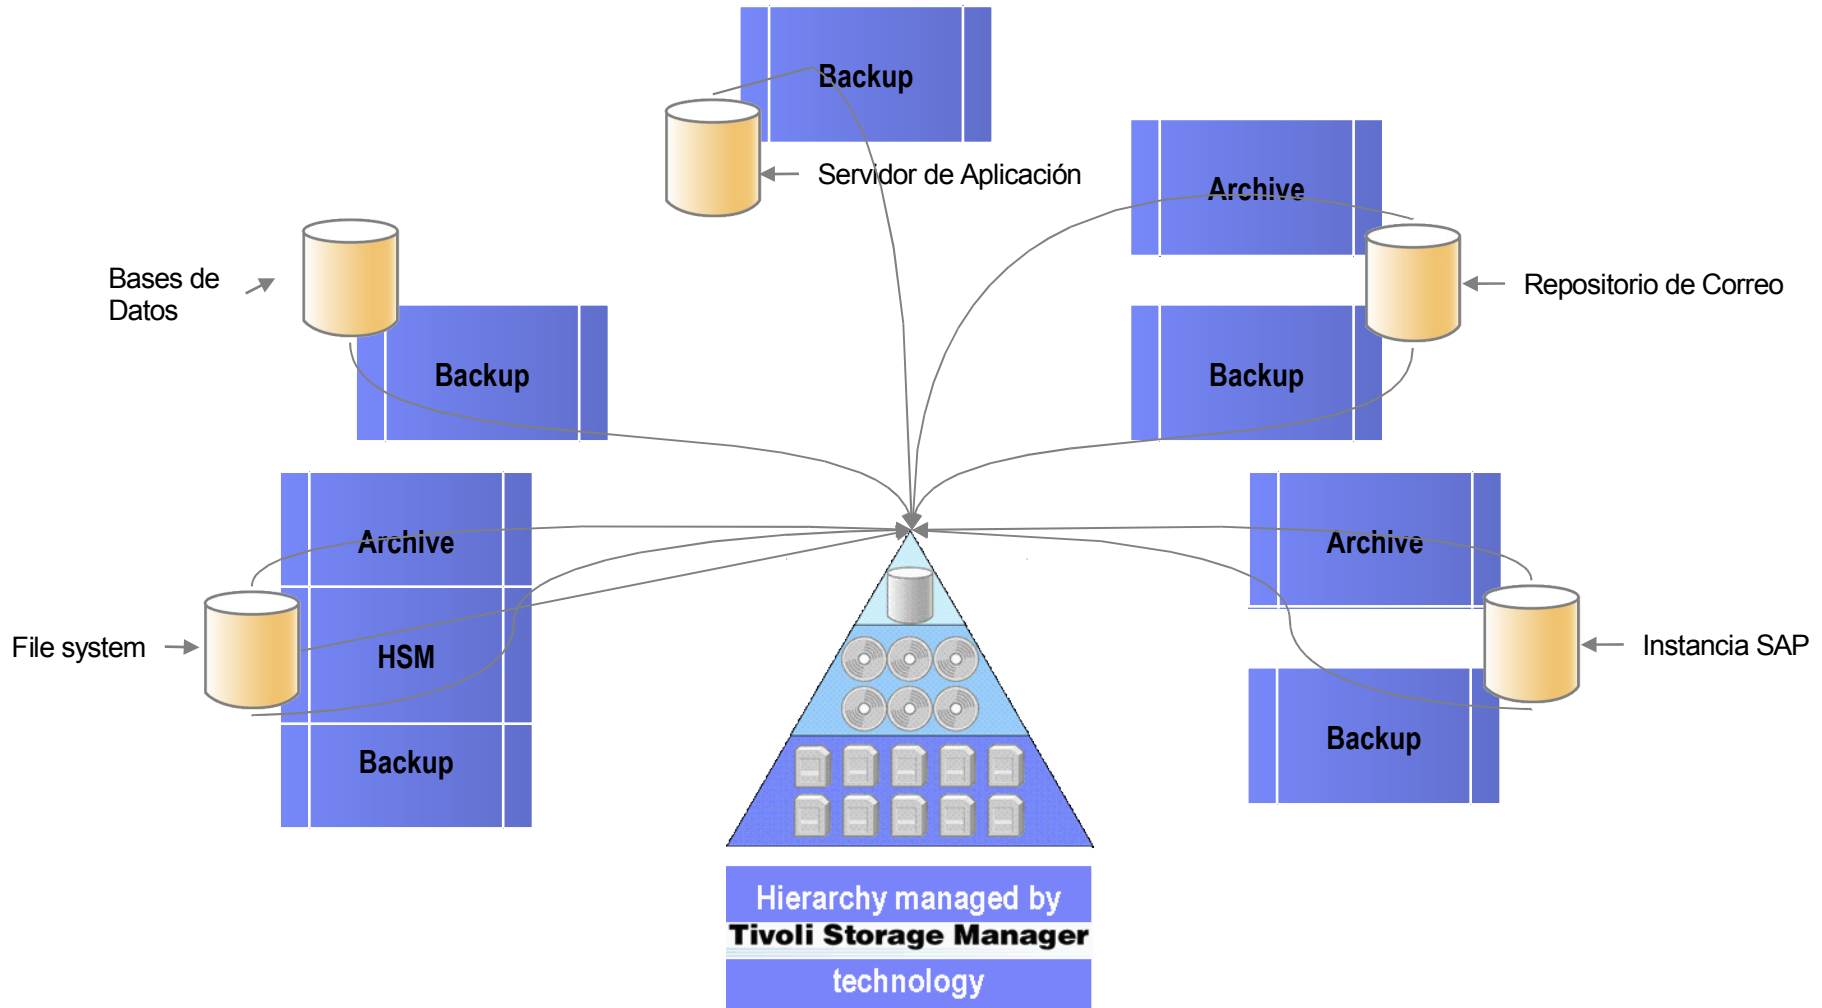 Backup
Servidor de Aplicación
Archive
Bases de
Datos
Repositorio de Correo
Backup
Backup
Archive
Archive
File system
HSM
Instancia SAP
Backup
Backup
Hierarchy managed by
Tivoli Storage Manager
technology